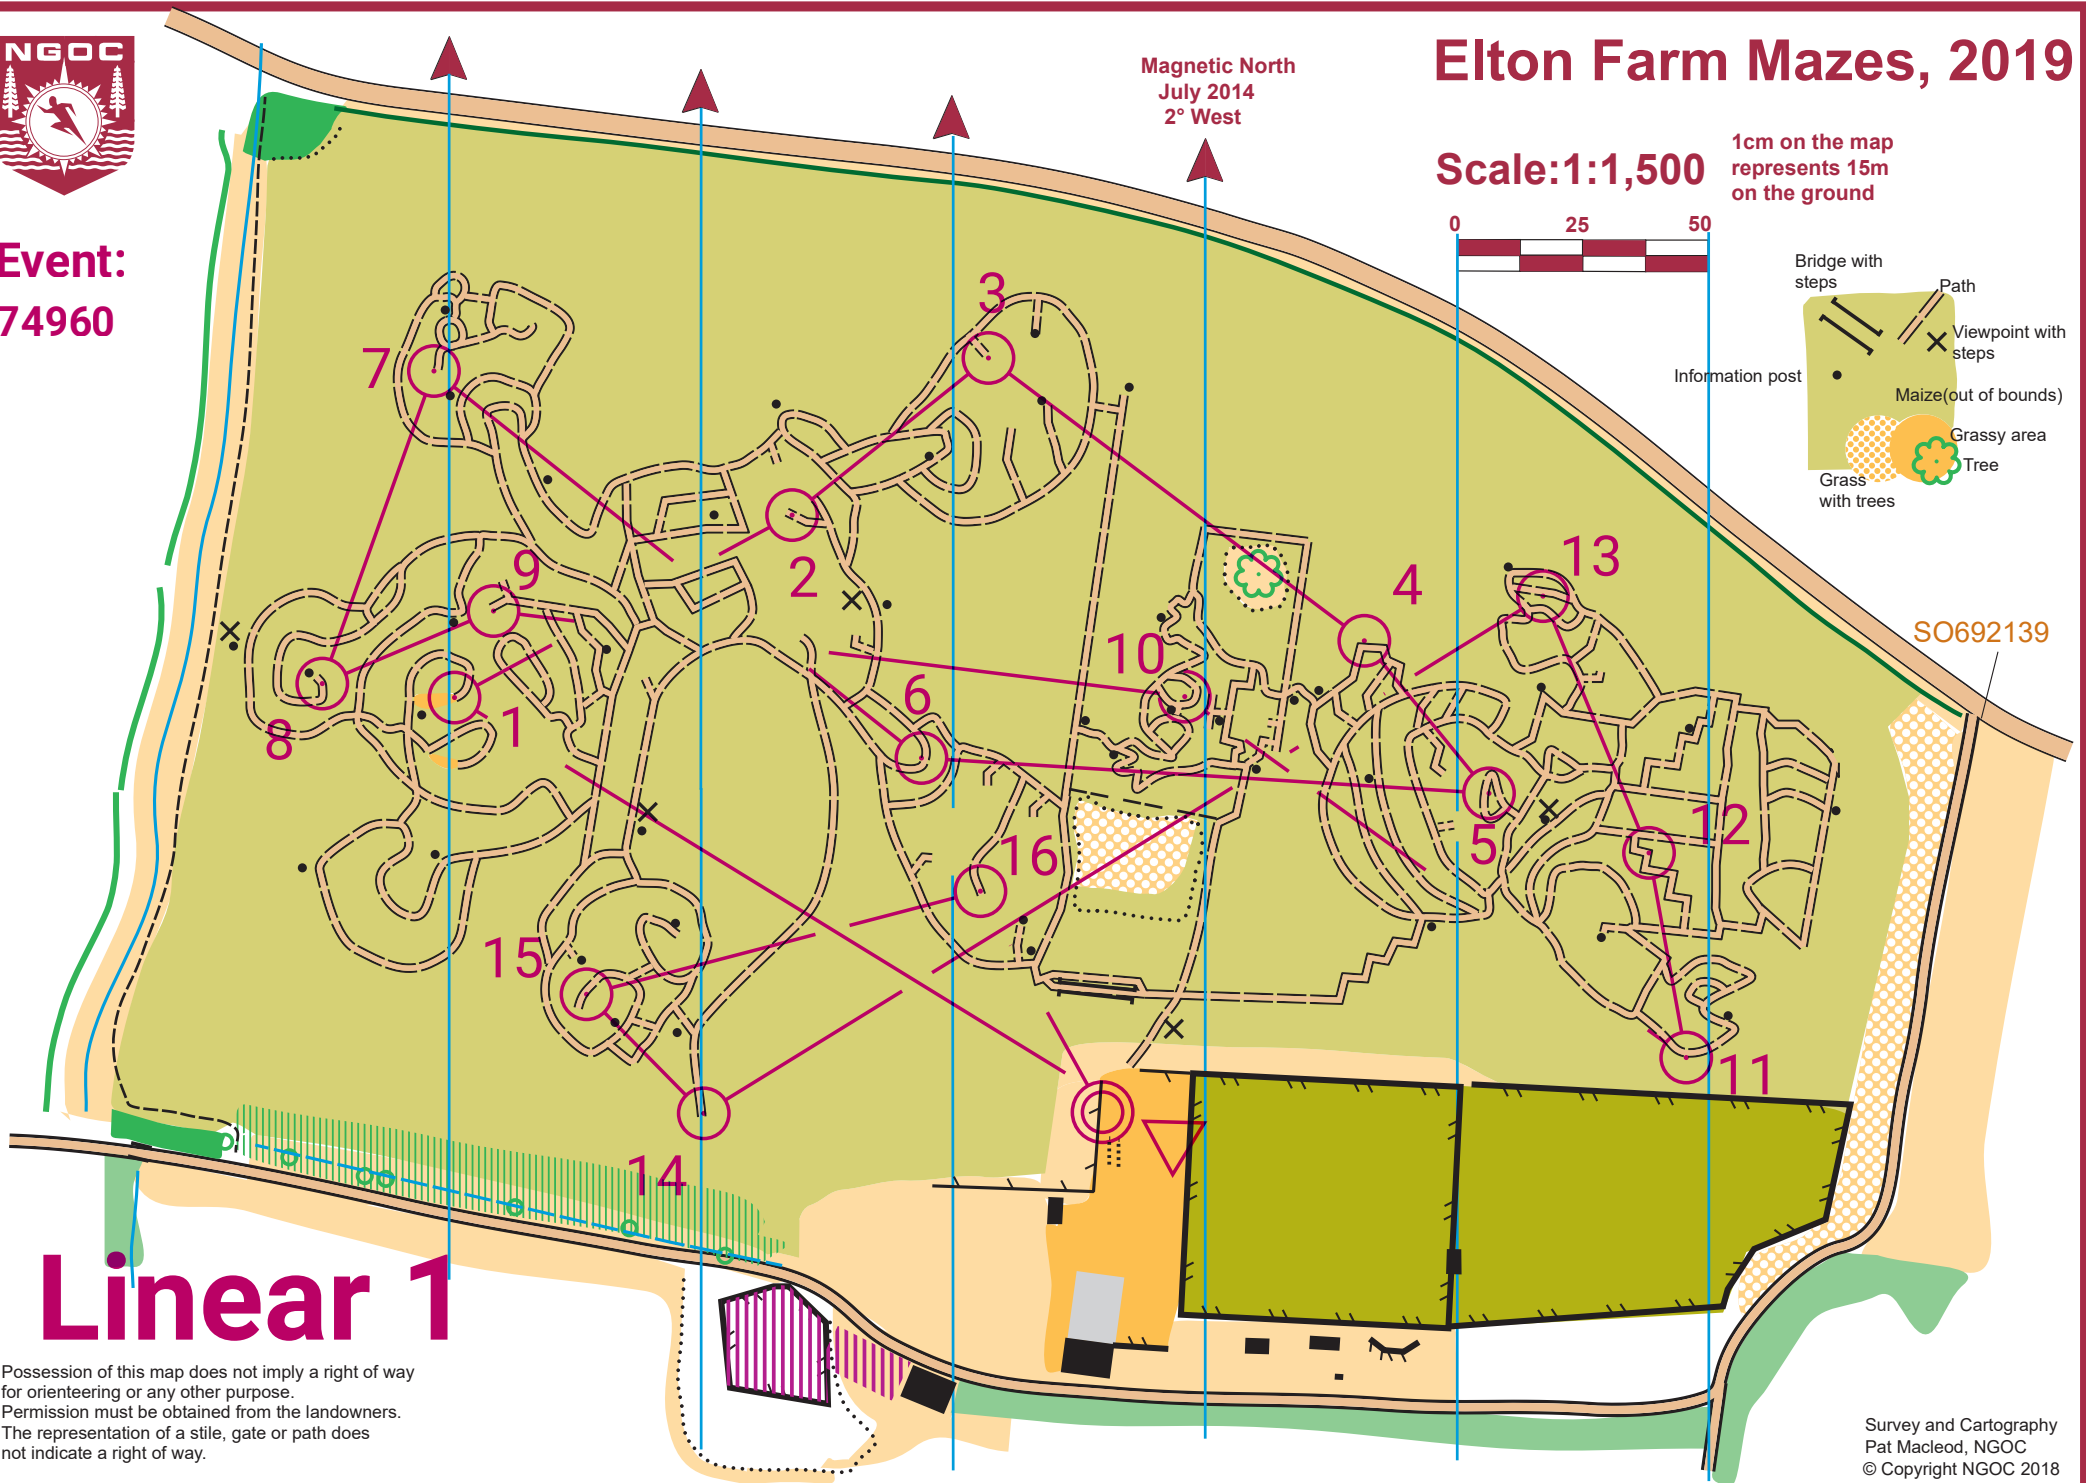 NGOC
Elton Farm Mazes, 2019
Magnetic North
July 2014
2° West
Scale:1:1,500
1cm on the map
represents 15m
on the ground
0 25 50
Event:
74960
Bridge with
steps
Path
Viewpoint with
steps
Information post
Maize(out of bounds)
Grassy area
Tree
Grass
with trees
3
7
13
9
2
4
SO692139
10
6
8
1
12
5
16
15
11
14
Linear 1
Possession of this map does not imply a right of way
for orienteering or any other purpose.
Permission must be obtained from the landowners.
The representation of a stile, gate or path does
not indicate a right of way.
Survey and Cartography
Pat Macleod, NGOC
© Copyright NGOC 2018